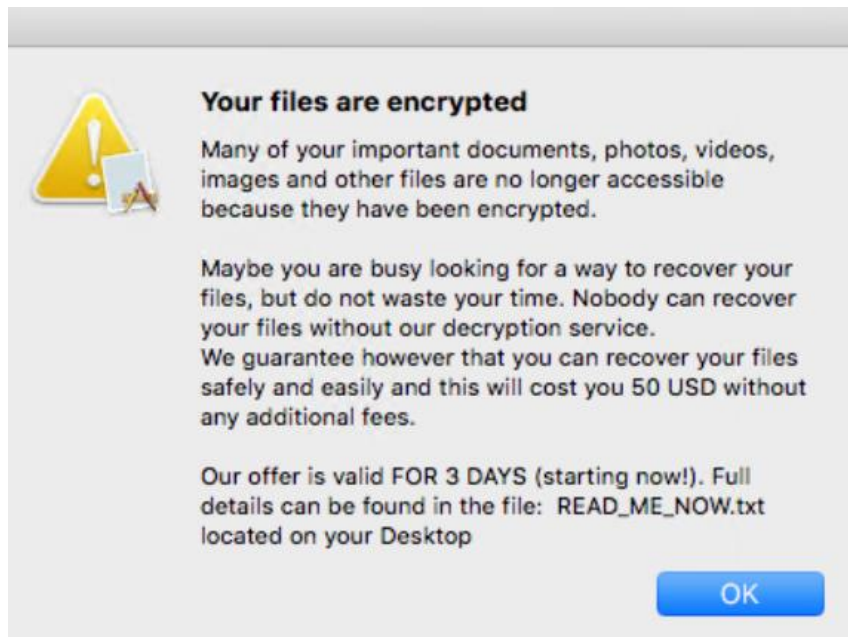 Your files are encrypted
Many of your important documents, photos, videos,
images and other files are no longer accessible
because they have been encrypted.
Maybe you are busy looking for a way to recover your
files, but do not waste your time. Nobody can recover
your files without our decryption service.
We guarantee however that you can recover your files
safely and easily and this will cost you 50 USD without
any additional fees.
Our offer is valid FOR 3 DAYS (starting now!). Full
details can be found in the file:  READ_ME_NOW.txt
located on your Desktop
OK